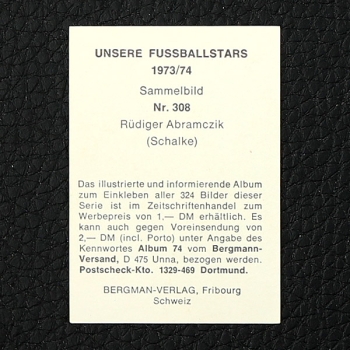 UNSERE FUSSBALLSTARS
1973/74
Sammelbild
Nr. 308
Rüdiger Abramczik
(Schalke)
Das illustrierte und informierende Album
zum Einkleben aller 324 Bilder dieser
Serie ist im Zeitschriftenhandel zum
Werbepreis von 1.— DM erhältlich. Es
kann auch gegen Voreinsendung von
2,— DM (incl. Porto) unter Angabe des
Kennwortes Album 74 vom Bergmann-
Versand, D 475 Unna, bezogen werden.
Postscheck-Kto. 1329-469 Dortmund.
BERGMAN-VERLAG, Fribourg
Schweiz